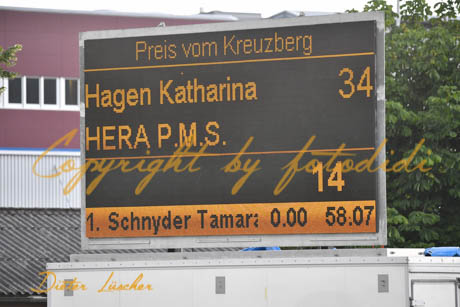 Preis vom Kreuzberg
Hagen Katharina 34
HERA P.M.S.
Copyright by fotodidi
14
1. Schnyder Tamara 0.00 58.07
Dieter Lüscher